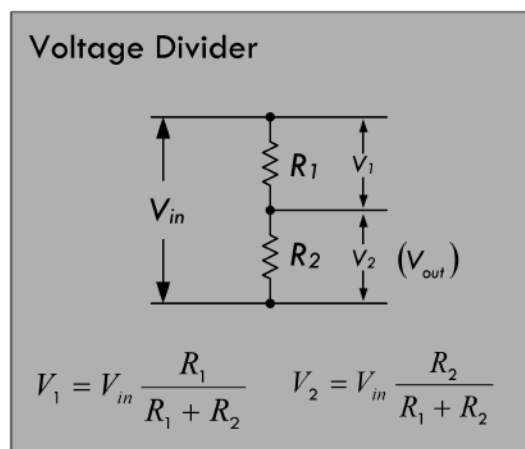 Voltage Divider
V_in
R_1
V_1
R_2
V_2 (V_out)
V_1 = V_in R_1 / (R_1 + R_2)
V_2 = V_in R_2 / (R_1 + R_2)